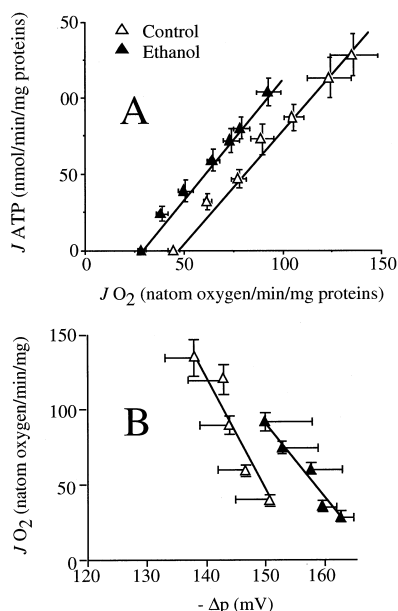 50
00
50
0
J ATP (nmol/min/mg proteins)
Control
Ethanol
A
0 50 100 150
J O2 (natom oxygen/min/mg proteins)
150
100
50
0
J O2 (natom oxygen/min/mg)
B
120 130 140 150 160
- Δp (mV)